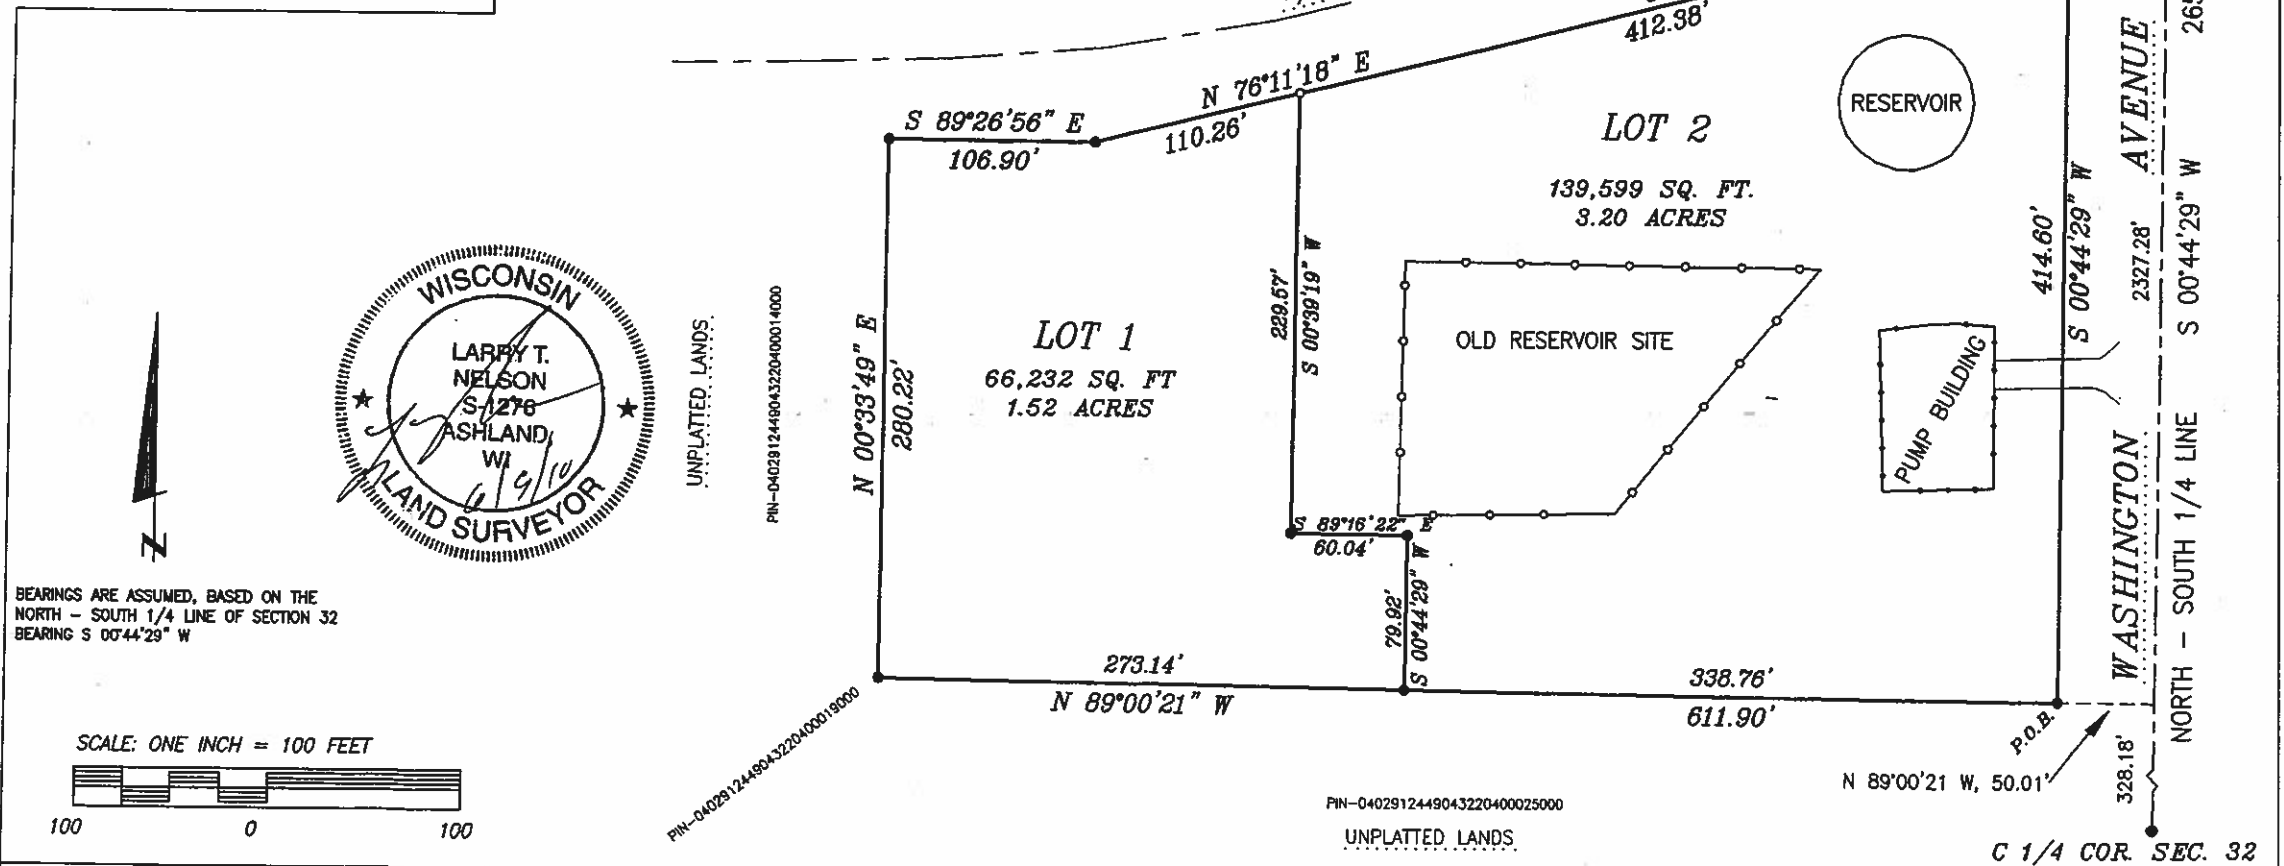 412.38'
N 76°11'18" E
110.26'
S 89°26'56" E
106.90'
RESERVOIR
LOT 2
139,599 SQ. FT.
3.20 ACRES
AVENUE
WASHINGTON
265
S 00°44'29" W
NORTH - SOUTH 1/4 LINE
2327.28'
414.60'
S 00°44'29" W
WISCONSIN
LARRY T.
NELSON
S-1276
ASHLAND,
WI
LAND SURVEYOR
6/9/10
UNPLATTED LANDS
PIN-0402912449043220400014000
N 00°33'49" E
280.22'
LOT 1
66,232 SQ. FT
1.52 ACRES
229.57'
S 00°39'19" W
OLD RESERVOIR SITE
PUMP BUILDING
S 89°16'22" E
60.04'
79.92'
S 00°44'29" W
N
BEARINGS ARE ASSUMED, BASED ON THE
NORTH - SOUTH 1/4 LINE OF SECTION 32
BEARING S 00°44'29" W
273.14'
N 89°00'21" W
338.76'
611.90'
P.O.B.
N 89°00'21 W, 50.01'
328.18'
SCALE: ONE INCH = 100 FEET
100 0 100
PIN-0402912449043220400019000
PIN-0402912449043220400025000
UNPLATTED LANDS
C 1/4 COR. SEC. 32